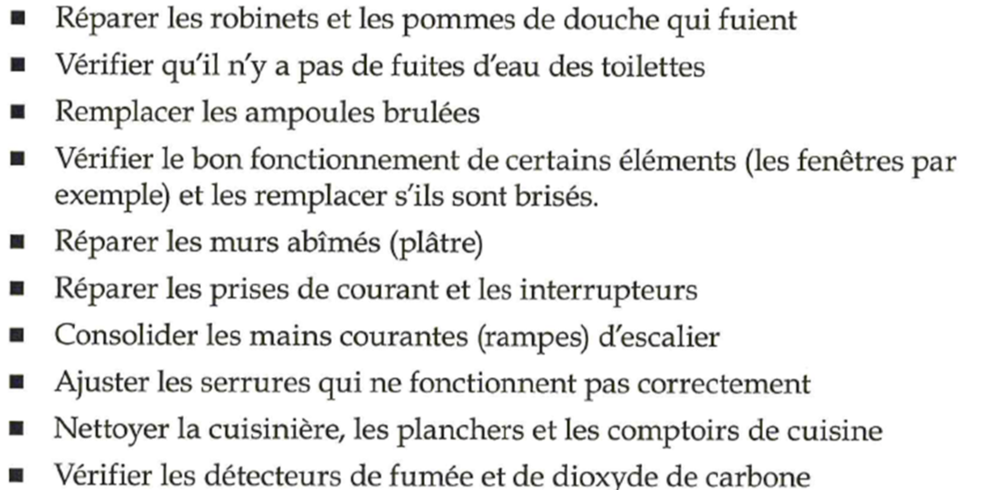 ▪ Réparer les robinets et les pommes de douche qui fuient
▪ Vérifier qu'il n'y a pas de fuites d'eau des toilettes
▪ Remplacer les ampoules brulées
▪ Vérifier le bon fonctionnement de certains éléments (les fenêtres par
exemple) et les remplacer s'ils sont brisés.
▪ Réparer les murs abîmés (plâtre)
▪ Réparer les prises de courant et les interrupteurs
▪ Consolider les mains courantes (rampes) d'escalier
▪ Ajuster les serrures qui ne fonctionnent pas correctement
▪ Nettoyer la cuisinière, les planchers et les comptoirs de cuisine
▪ Vérifier les détecteurs de fumée et de dioxyde de carbone